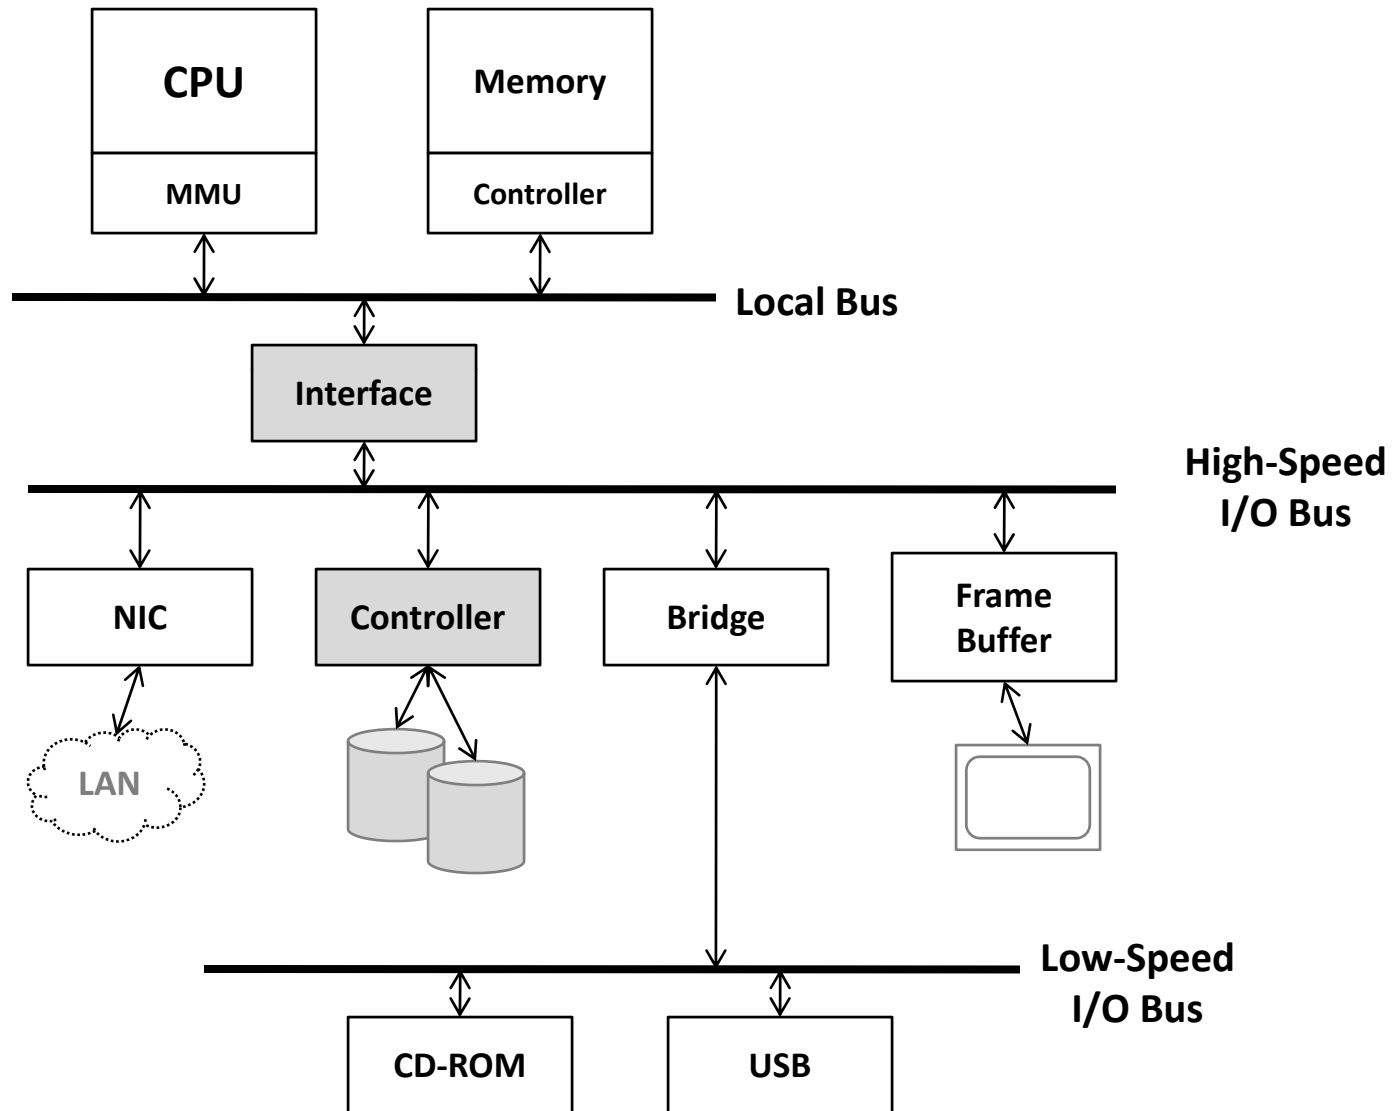 CPU
Memory
MMU
Controller
Local Bus
Interface
High-Speed
I/O Bus
NIC
Controller
Bridge
Frame
Buffer
LAN
Low-Speed
I/O Bus
CD-ROM
USB